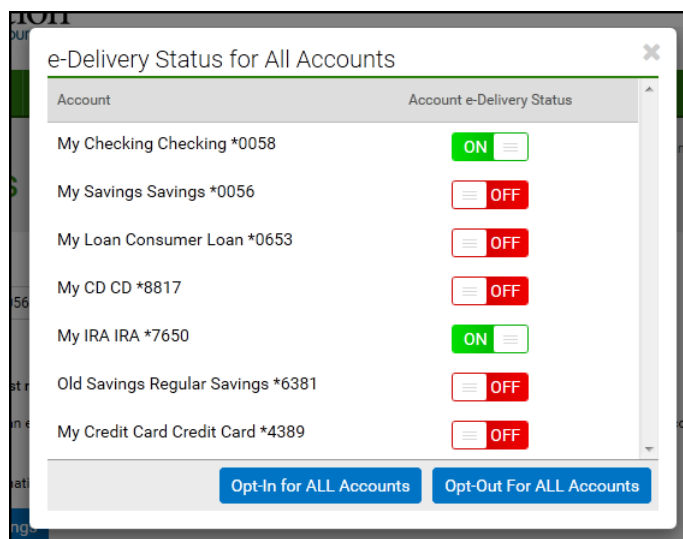 e-Delivery Status for All Accounts
Account Account e-Delivery Status
My Checking Checking *0058 ON
My Savings Savings *0056 OFF
My Loan Consumer Loan *0653 OFF
My CD CD *8817 OFF
My IRA IRA *7650 ON
Old Savings Regular Savings *6381 OFF
My Credit Card Credit Card *4389 OFF
Opt-In for ALL Accounts Opt-Out For ALL Accounts